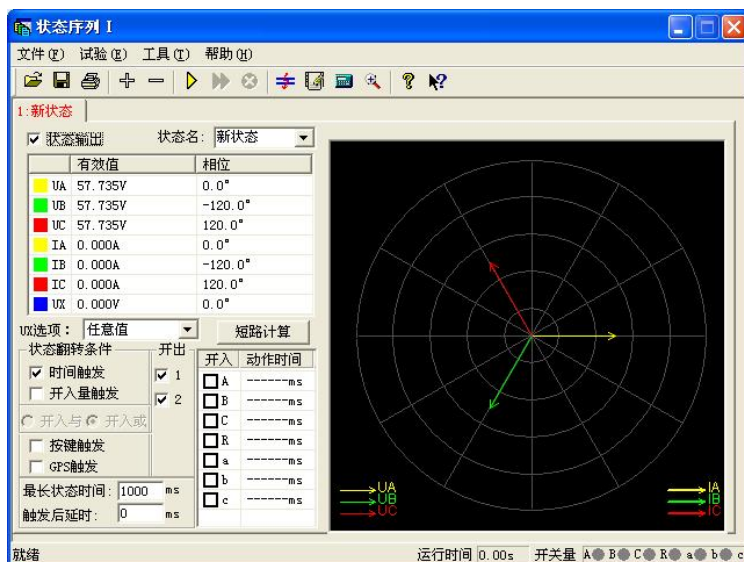 状态序列 I
文件(F) 试验(E) 工具(T) 帮助(H)
1:新状态
状态输出 状态名: 新状态
有效值 相位
UA 57.735V 0.0°
UB 57.735V -120.0°
UC 57.735V 120.0°
IA 0.000A 0.0°
IB 0.000A -120.0°
IC 0.000A 120.0°
UX 0.000V 0.0°
UX选项: 任意值 短路计算
状态翻转条件 开出
时间触发 1
开入量触发 2
开入与 开入或
按键触发
GPS触发
最长状态时间: 1000 ms
触发后延时: 0 ms
开入 动作时间
A ------ms
B ------ms
C ------ms
R ------ms
a ------ms
b ------ms
c ------ms
UA
UB
UC
IA
IB
IC
就绪 运行时间 0.00s 开关量 A B C R a b c